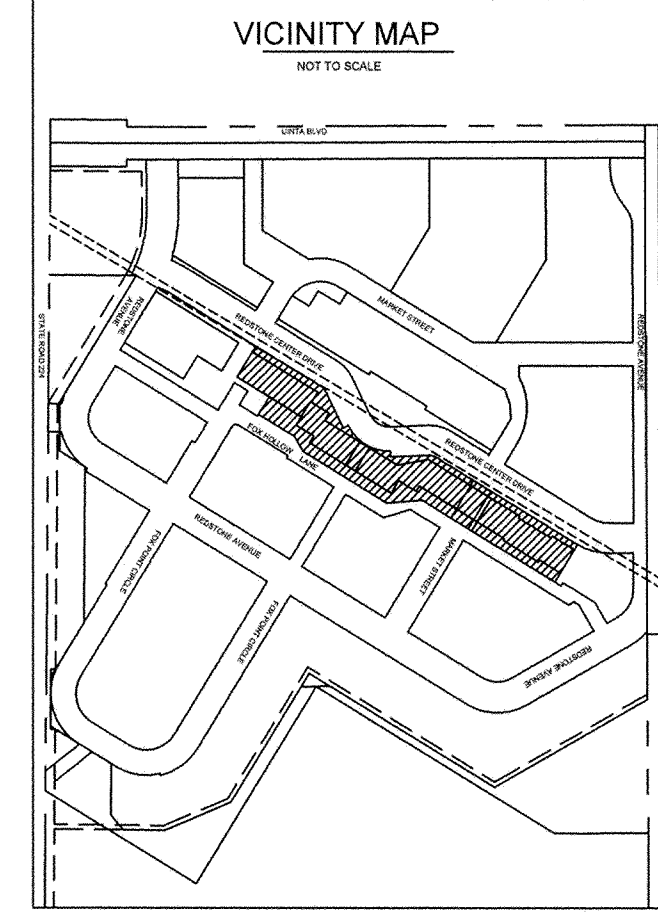 VICINITY MAP
NOT TO SCALE
UINTA BLVD
MARKET STREET
REDSTONE
AVENUE
REDSTONE CENTER DRIVE
STATE ROAD 224
REDSTONE AVENUE
REDSTONE CENTER DRIVE
FOX HOLLOW LANE
REDSTONE AVENUE
FOX POINT CIRCLE
MARKET STREET
FOX POINT CIRCLE
REDSTONE AVENUE